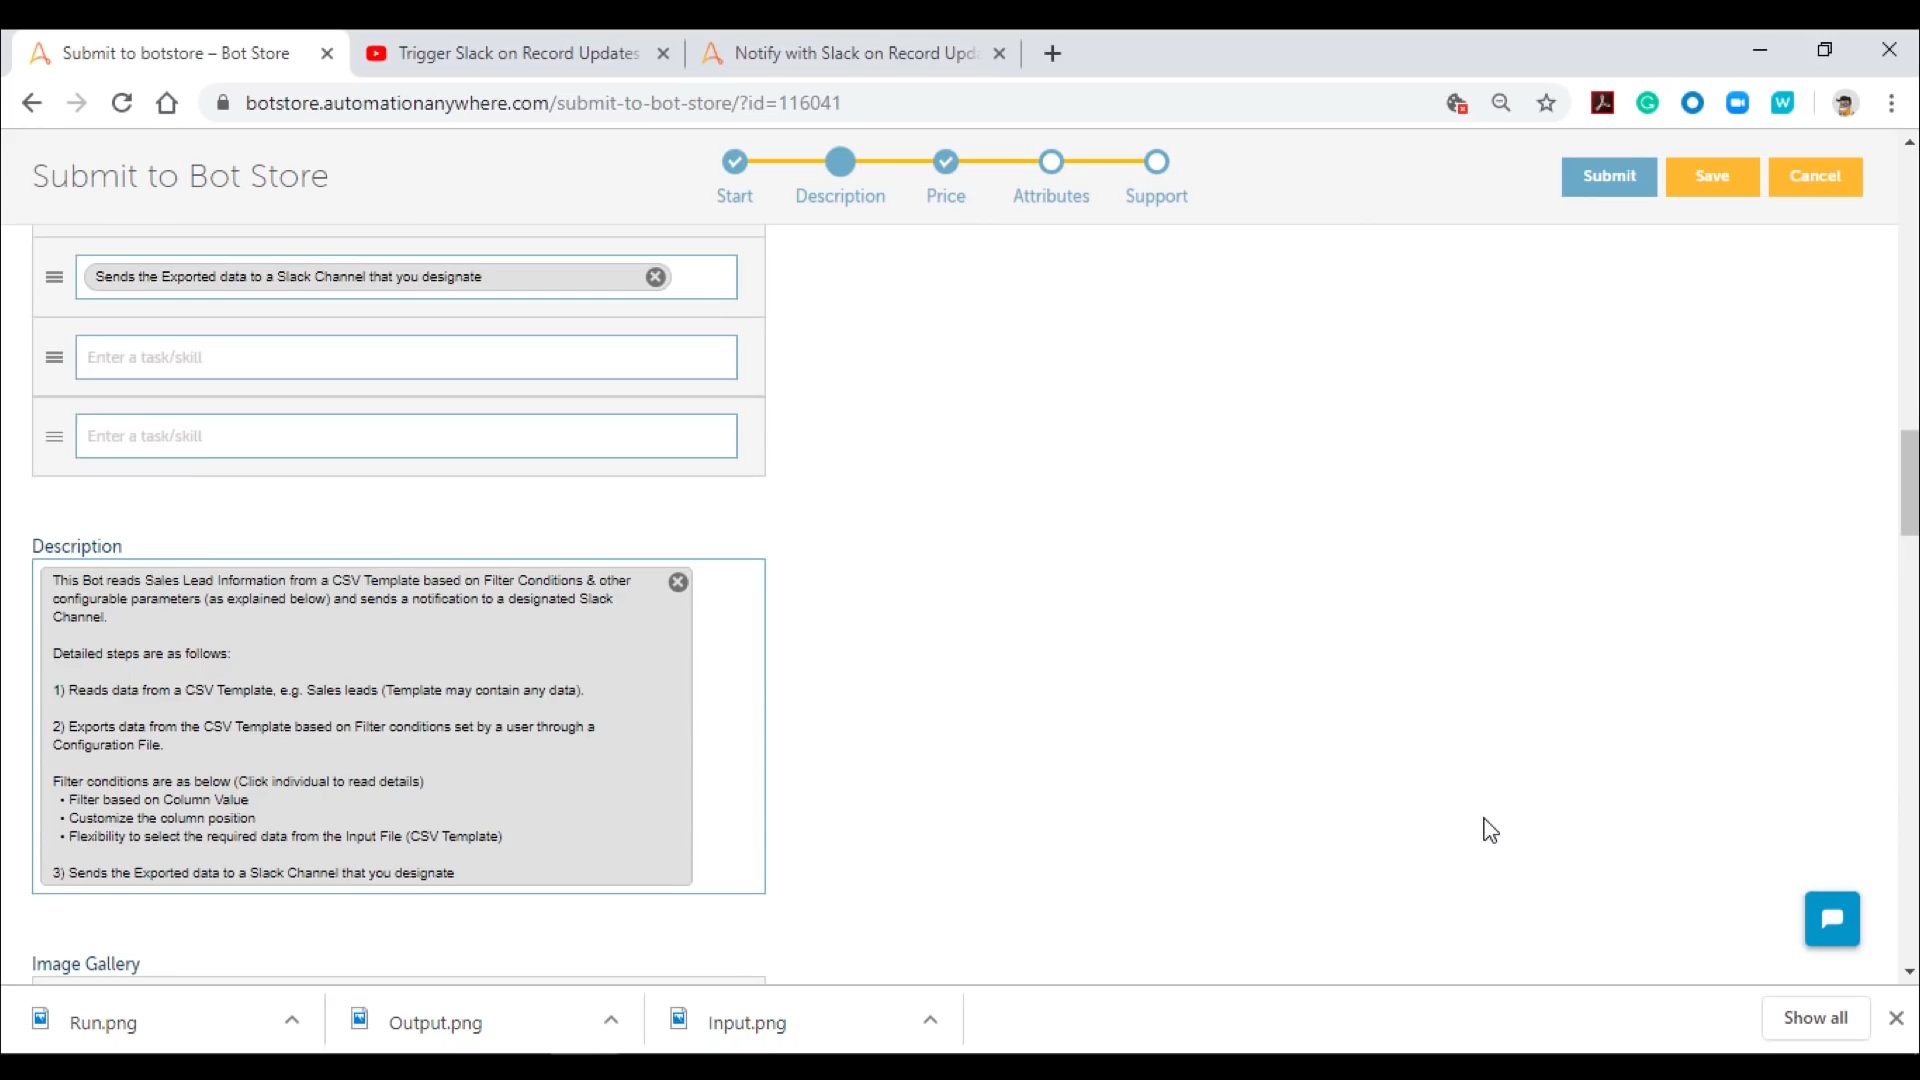 Submit to botstore – Bot Store
Trigger Slack on Record Updates
Notify with Slack on Record Upda
botstore.automationanywhere.com/submit-to-bot-store/?id=116041
Submit to Bot Store
Start
Description
Price
Attributes
Support
Submit
Save
Cancel
Sends the Exported data to a Slack Channel that you designate
Enter a task/skill
Enter a task/skill
Description
This Bot reads Sales Lead Information from a CSV Template based on Filter Conditions & other
configurable parameters (as explained below) and sends a notification to a designated Slack
Channel.
Detailed steps are as follows:
1) Reads data from a CSV Template, e.g. Sales leads (Template may contain any data).
2) Exports data from the CSV Template based on Filter conditions set by a user through a
Configuration File.
Filter conditions are as below (Click individual to read details)
• Filter based on Column Value
• Customize the column position
• Flexibility to select the required data from the Input File (CSV Template)
3) Sends the Exported data to a Slack Channel that you designate
Image Gallery
Run.png
Output.png
Input.png
Show all